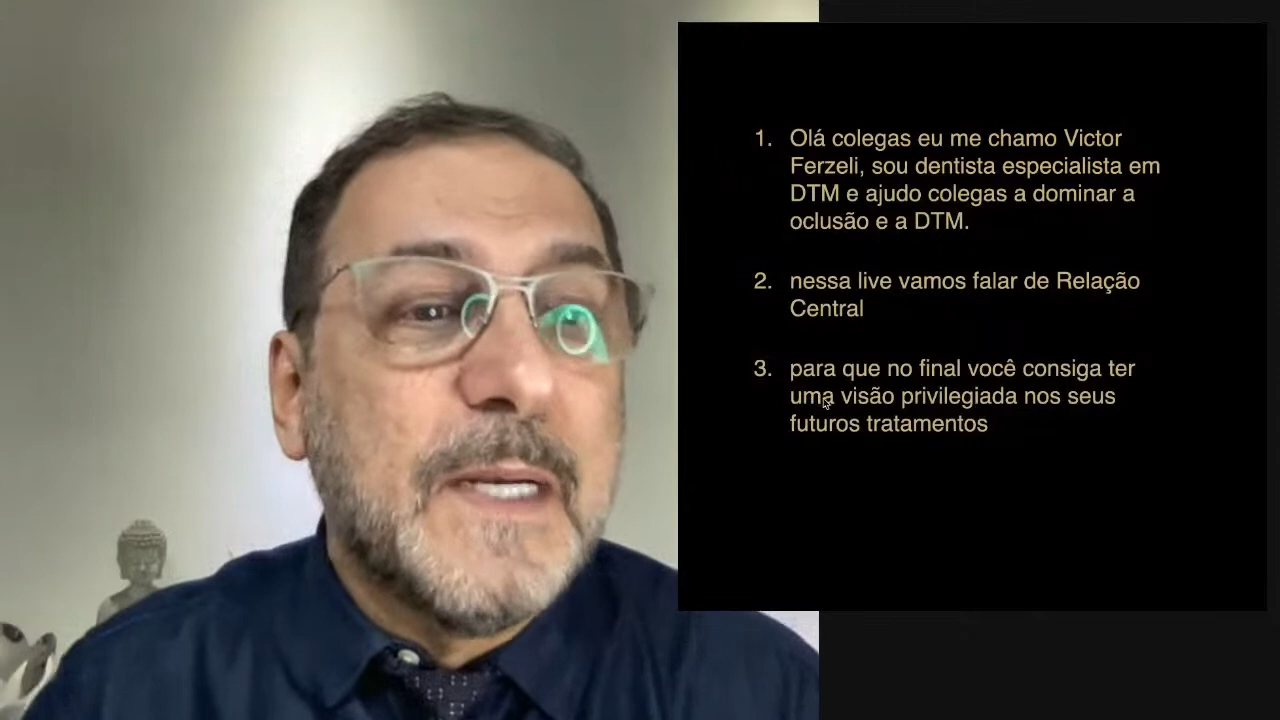 1. Olá colegas eu me chamo Victor
Ferzeli, sou dentista especialista em
DTM e ajudo colegas a dominar a
oclusão e a DTM.
2. nessa live vamos falar de Relação
Central
3. para que no final você consiga ter
uma visão privilegiada nos seus
futuros tratamentos